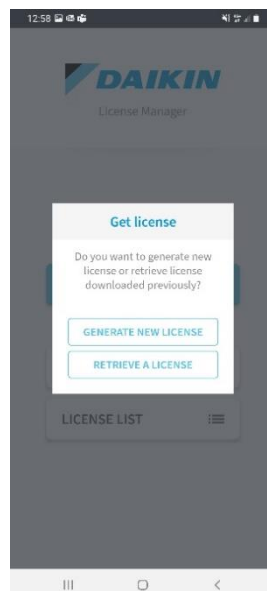 12:58
DAIKIN
License Manager
Get license
Do you want to generate new
license or retrieve license
downloaded previously?
GENERATE NEW LICENSE
RETRIEVE A LICENSE
LICENSE LIST